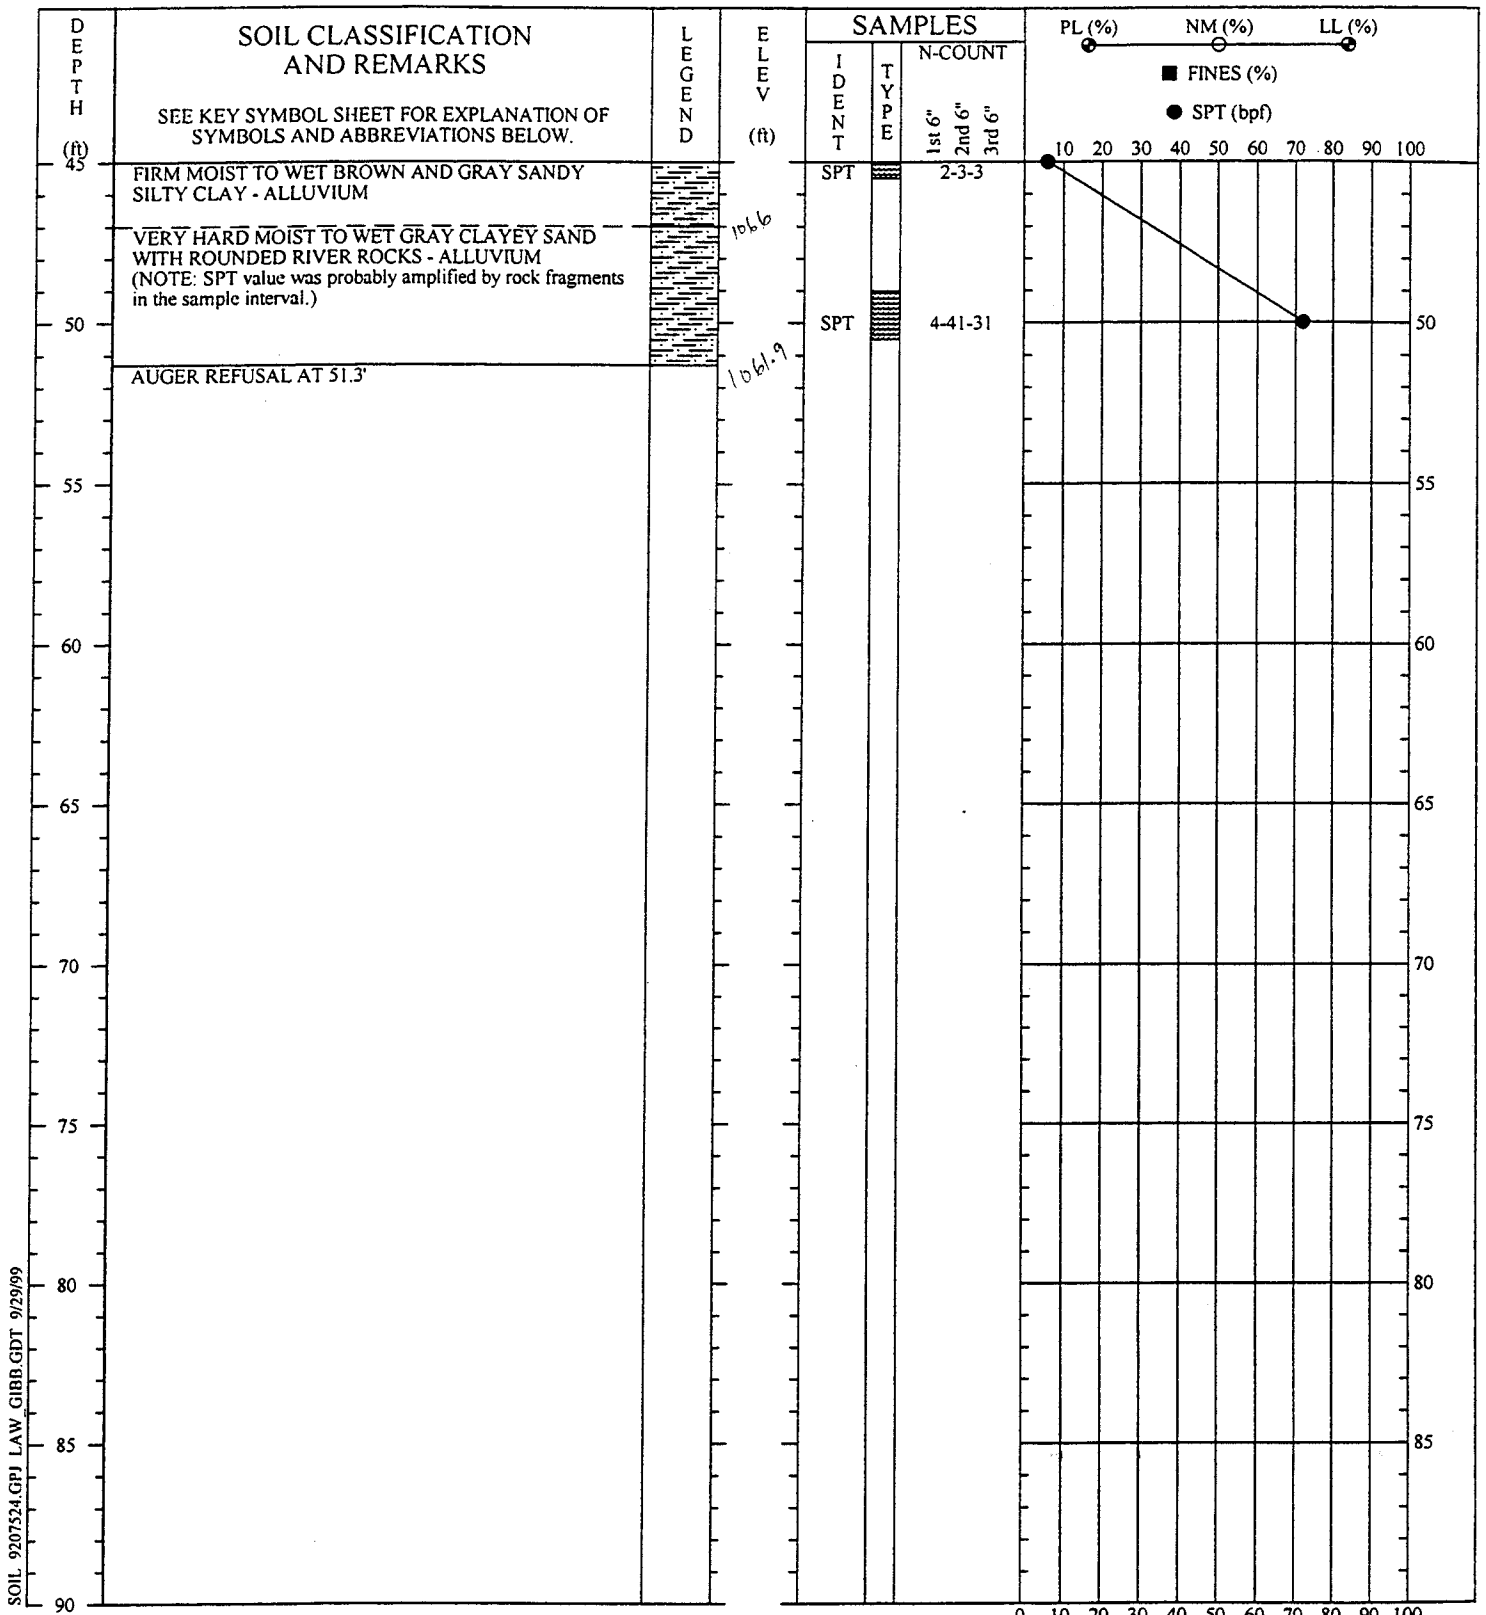 DEPTH (ft)
SOIL CLASSIFICATION
AND REMARKS
SEE KEY SYMBOL SHEET FOR EXPLANATION OF
SYMBOLS AND ABBREVIATIONS BELOW.
LEGEND
ELEV (ft)
SAMPLES
IDENT
TYPE
N-COUNT
1st 6"
2nd 6"
3rd 6"
PL (%) NM (%) LL (%)
FINES (%)
SPT (bpf)
10 20 30 40 50 60 70 80 90 100
45
FIRM MOIST TO WET BROWN AND GRAY SANDY
SILTY CLAY - ALLUVIUM
SPT 2-3-3
1066
VERY HARD MOIST TO WET GRAY CLAYEY SAND
WITH ROUNDED RIVER ROCKS - ALLUVIUM
(NOTE: SPT value was probably amplified by rock fragments
in the sample interval.)
50 SPT 4-41-31 50
1061.9
AUGER REFUSAL AT 51.3'
55 55
60 60
65 65
70 70
75 75
80 80
85 85
90
0 10 20 30 40 50 60 70 80 90 100
SOIL 9207524.GPJ LAW_GIBB.GDT 9/29/99